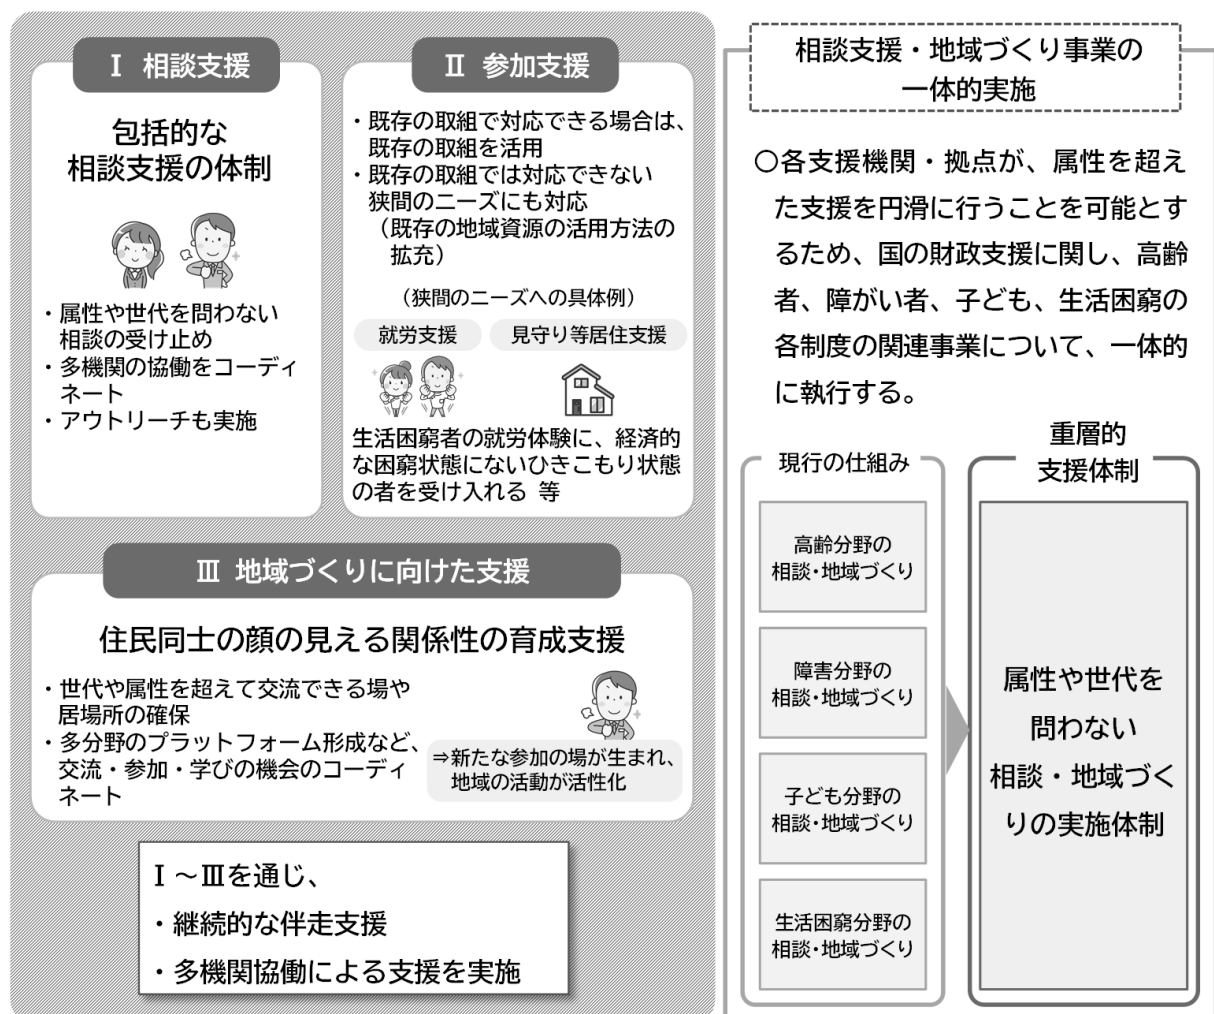 Ⅰ 相談支援
包括的な
相談支援の体制
・属性や世代を問わない
相談の受け止め
・多機関の協働をコーディ
ネート
・アウトリーチも実施
Ⅱ 参加支援
・既存の取組で対応できる場合は、
既存の取組を活用
・既存の取組では対応できない
狭間のニーズにも対応
（既存の地域資源の活用方法の
拡充）
（狭間のニーズへの具体例）
就労支援
見守り等居住支援
生活困窮者の就労体験に、経済的
な困窮状態にないひきこもり状態
の者を受け入れる 等
Ⅲ 地域づくりに向けた支援
住民同士の顔の見える関係性の育成支援
・世代や属性を超えて交流できる場や
居場所の確保
・多分野のプラットフォーム形成など、
交流・参加・学びの機会のコーディ
ネート
⇒新たな参加の場が生まれ、
地域の活動が活性化
Ⅰ～Ⅲを通じ、
・継続的な伴走支援
・多機関協働による支援を実施
相談支援・地域づくり事業の
一体的実施
○各支援機関・拠点が、属性を超え
た支援を円滑に行うことを可能とす
るため、国の財政支援に関し、高齢
者、障がい者、子ども、生活困窮の
各制度の関連事業について、一体的
に執行する。
現行の仕組み
高齢分野の
相談・地域づくり
障害分野の
相談・地域づくり
子ども分野の
相談・地域づくり
生活困窮分野の
相談・地域づくり
重層的
支援体制
属性や世代を
問わない
相談・地域づく
りの実施体制